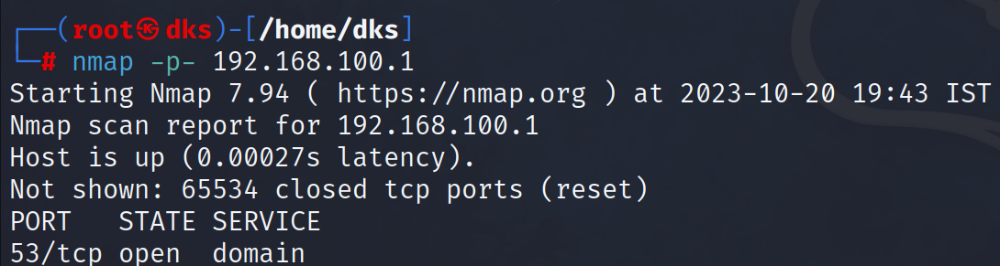 ┌──(root㉿dks)-[/home/dks]
└─# nmap -p- 192.168.100.1
Starting Nmap 7.94 ( https://nmap.org ) at 2023-10-20 19:43 IST
Nmap scan report for 192.168.100.1
Host is up (0.00027s latency).
Not shown: 65534 closed tcp ports (reset)
PORT   STATE SERVICE
53/tcp open  domain